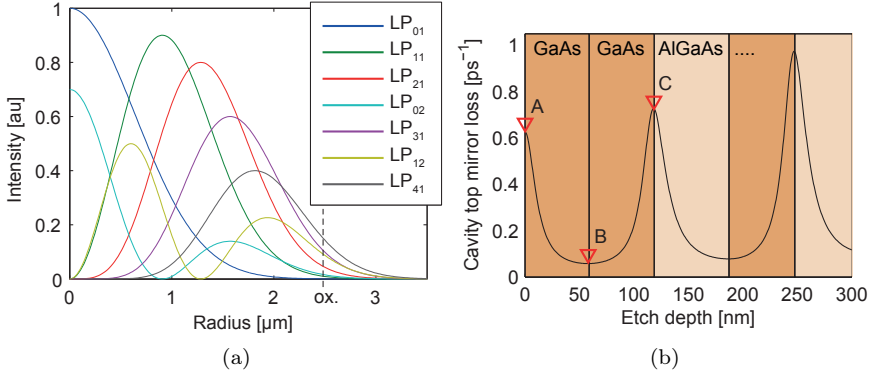 1
0.8
0.6
0.4
0.2
0
Intensity [au]
0 1 2 3
ox.
Radius [µm]
LP01
LP11
LP21
LP02
LP31
LP12
LP41
(a)
1
0.8
0.6
0.4
0.2
0
Cavity top mirror loss [ps⁻¹]
GaAs GaAs AlGaAs ....
A
C
B
0 50 100 150 200 250 300
Etch depth [nm]
(b)